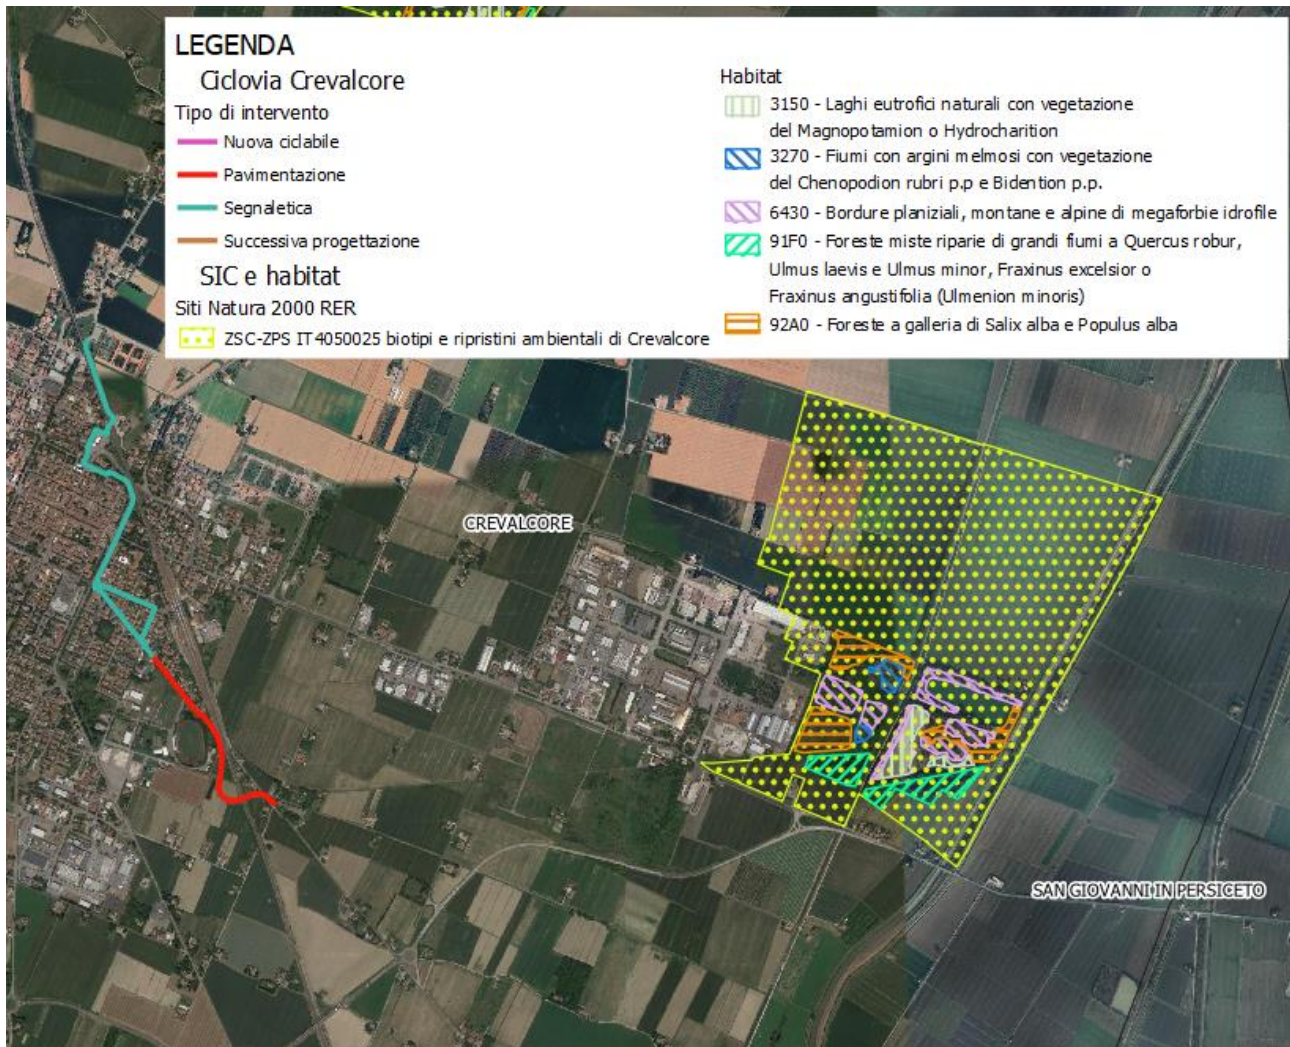 LEGENDA
Ciclovia Crevalcore
Tipo di intervento
Nuova ciclabile
Pavimentazione
Segnaletica
Successiva progettazione
SIC e habitat
Siti Natura 2000 RER
ZSC-ZPS IT4050025 biotipi e ripristini ambientali di Crevalcore
Habitat
3150 - Laghi eutrofici naturali con vegetazione
del Magnopotamion o Hydrocharition
3270 - Fiumi con argini melmosi con vegetazione
del Chenopodion rubri p.p e Bidention p.p.
6430 - Bordure planiziali, montane e alpine di megaforbie idrofile
91F0 - Foreste miste riparie di grandi fiumi a Quercus robur,
Ulmus laevis e Ulmus minor, Fraxinus excelsior o
Fraxinus angustifolia (Ulmenion minoris)
92A0 - Foreste a galleria di Salix alba e Populus alba
CREVALCORE
SAN GIOVANNI IN PERSICETO